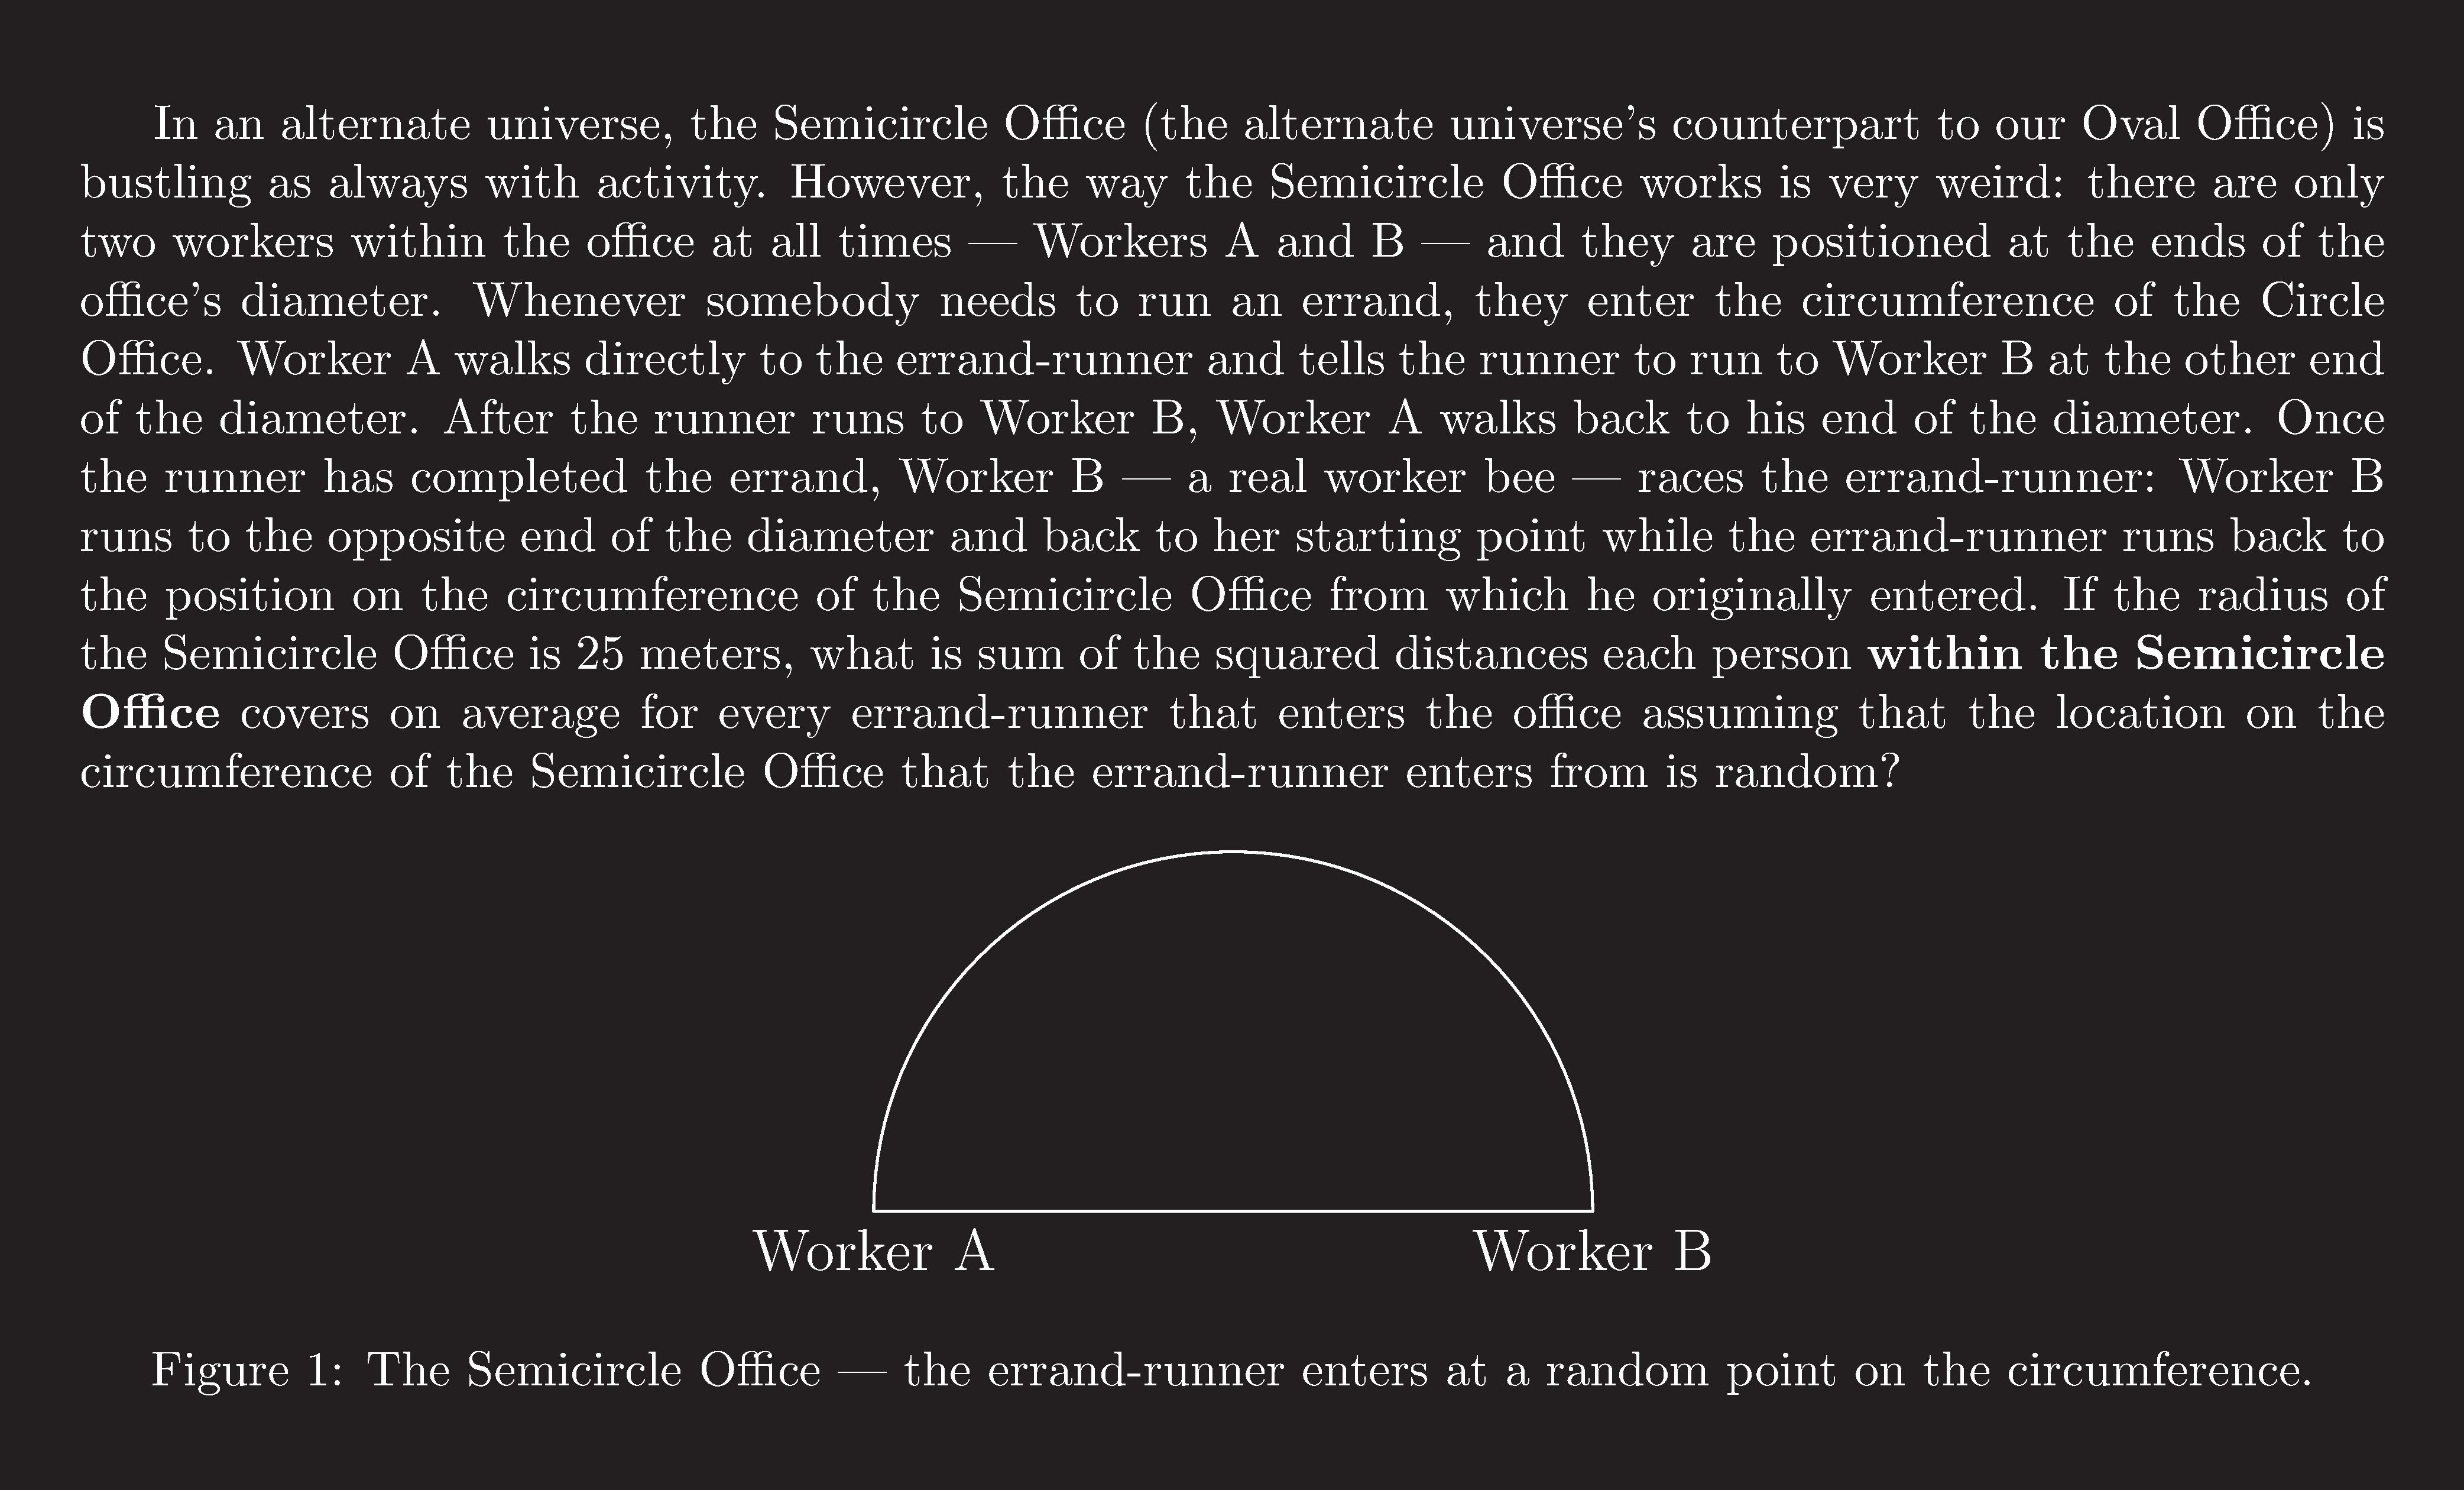 In an alternate universe, the Semicircle Office (the alternate universe's counterpart to our Oval Office) is
bustling as always with activity. However, the way the Semicircle Office works is very weird: there are only
two workers within the office at all times — Workers A and B — and they are positioned at the ends of the
office's diameter. Whenever somebody needs to run an errand, they enter the circumference of the Circle
Office. Worker A walks directly to the errand-runner and tells the runner to run to Worker B at the other end
of the diameter. After the runner runs to Worker B, Worker A walks back to his end of the diameter. Once
the runner has completed the errand, Worker B — a real worker bee — races the errand-runner: Worker B
runs to the opposite end of the diameter and back to her starting point while the errand-runner runs back to
the position on the circumference of the Semicircle Office from which he originally entered. If the radius of
the Semicircle Office is 25 meters, what is sum of the squared distances each person within the Semicircle
Office covers on average for every errand-runner that enters the office assuming that the location on the
circumference of the Semicircle Office that the errand-runner enters from is random?
Worker A
Worker B
Figure 1: The Semicircle Office — the errand-runner enters at a random point on the circumference.